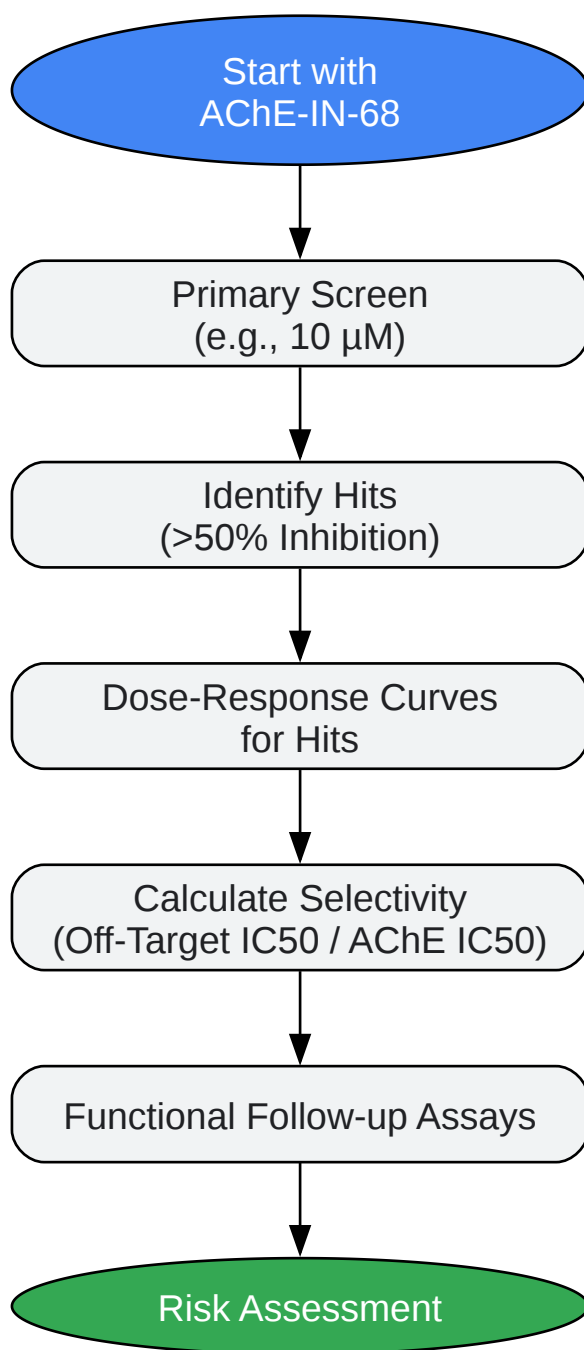 Start with
AChE-IN-68
Primary Screen
(e.g., 10 µM)
Identify Hits
(>50% Inhibition)
Dose-Response Curves
for Hits
Calculate Selectivity
(Off-Target IC50 / AChE IC50)
Functional Follow-up Assays
Risk Assessment